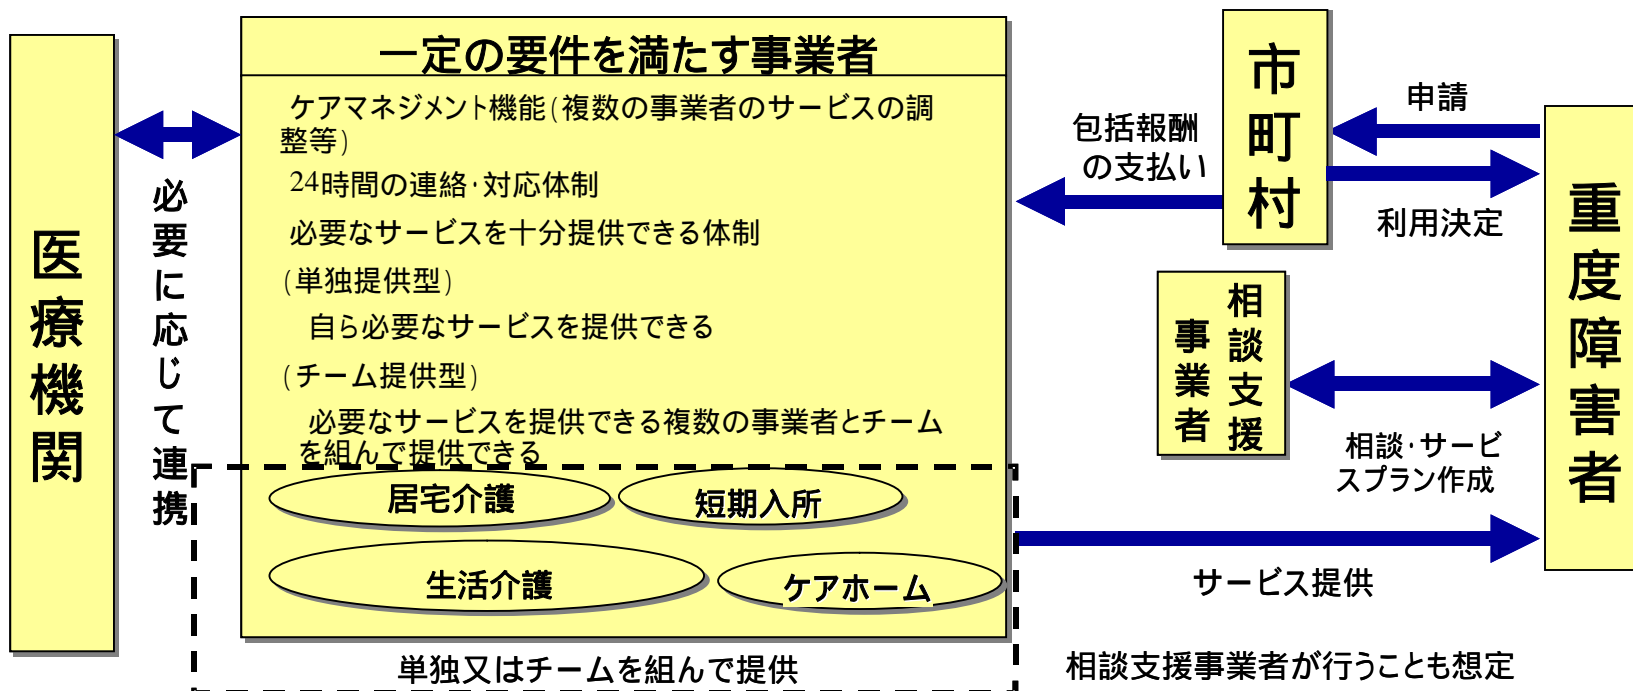 医療機関
必要に応じて連携
一定の要件を満たす事業者
ケアマネジメント機能(複数の事業者のサービスの調
整等)
24時間の連絡・対応体制
必要なサービスを十分提供できる体制
(単独提供型)
自ら必要なサービスを提供できる
(チーム提供型)
必要なサービスを提供できる複数の事業者とチーム
を組んで提供できる
居宅介護
短期入所
生活介護
ケアホーム
単独又はチームを組んで提供
包括報酬
の支払い
市町村
申請
利用決定
相談支援
事業者
相談・サービ
スプラン作成
サービス提供
相談支援事業者が行うことも想定
重度障害者